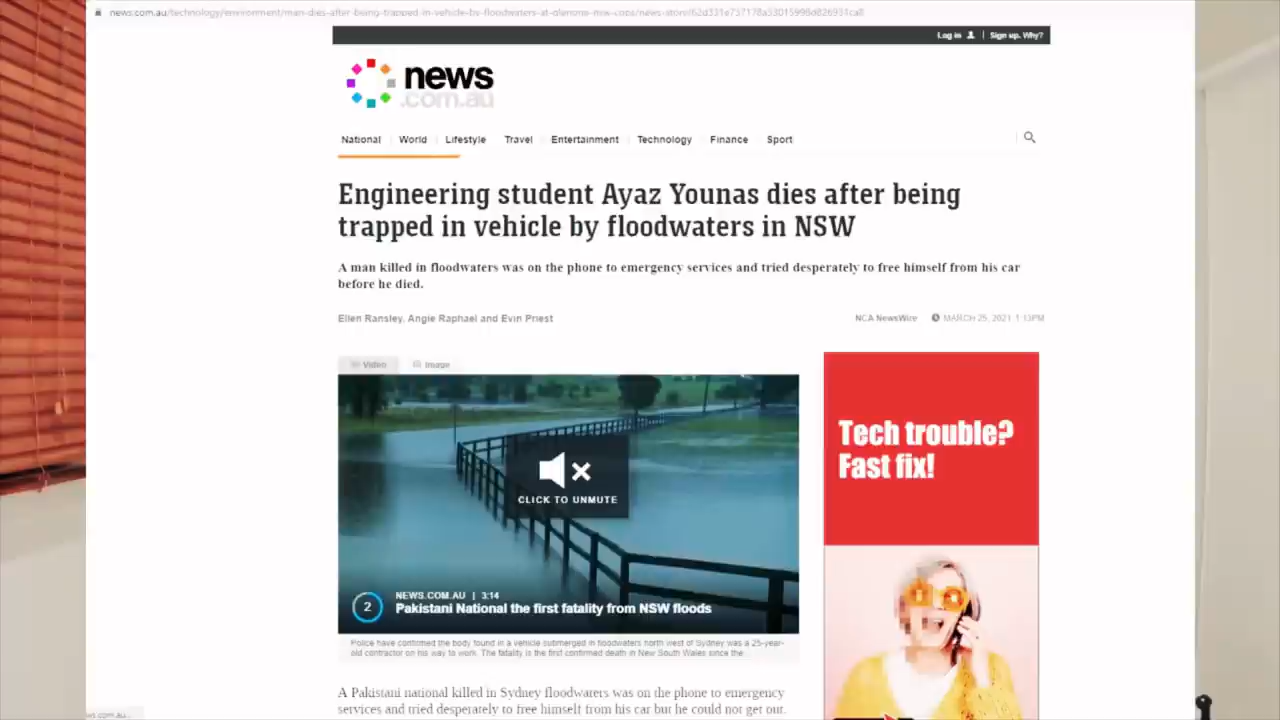 Log in | Sign up. Why?
news
.com.au
National World Lifestyle Travel Entertainment Technology Finance Sport
Engineering student Ayaz Younas dies after being
trapped in vehicle by floodwaters in NSW
A man killed in floodwaters was on the phone to emergency services and tried desperately to free himself from his car
before he died.
Ellen Ransley, Angie Raphael and Evin Priest
NCA NewsWire MARCH 25, 2021 1:13PM
Video Image
CLICK TO UNMUTE
2
NEWS.COM.AU | 3:14
Pakistani National the first fatality from NSW floods
Police have confirmed the body found in a vehicle submerged in floodwaters north west of Sydney was a 25-year-
old contractor on his way to work. The fatality is the first confirmed death in New South Wales since the
A Pakistani national killed in Sydney floodwaters was on the phone to emergency
services and tried desperately to free himself from his car but he could not get out.
Tech trouble?
Fast fix!